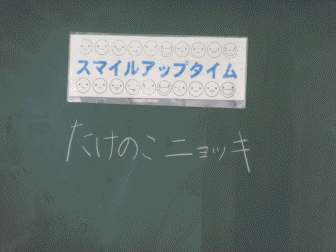 スマイルアップタイム
たけのこニョッキ